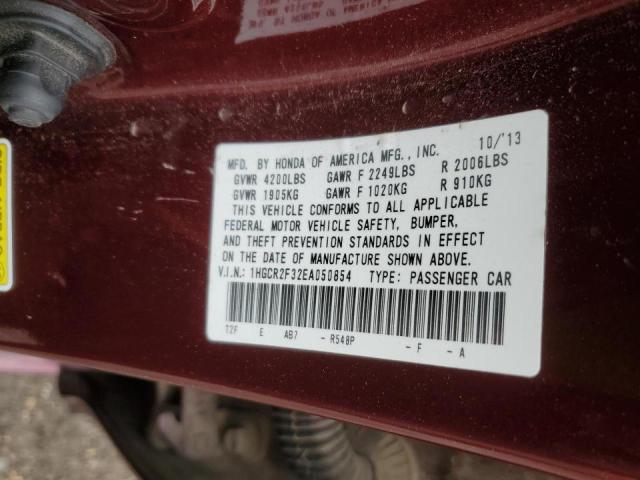 MFD. BY HONDA OF AMERICA MFG., INC. 10/'13
GVWR 4200LBS GAWR F 2249LBS R 2006LBS
GVWR 1905KG GAWR F 1020KG R 910KG
THIS VEHICLE CONFORMS TO ALL APPLICABLE
FEDERAL MOTOR VEHICLE SAFETY, BUMPER,
AND THEFT PREVENTION STANDARDS IN EFFECT
ON THE DATE OF MANUFACTURE SHOWN ABOVE.
V.I.N.: 1HGCR2F32EA050854 TYPE: PASSENGER CAR
T2F E AB7 - R548P - F - A